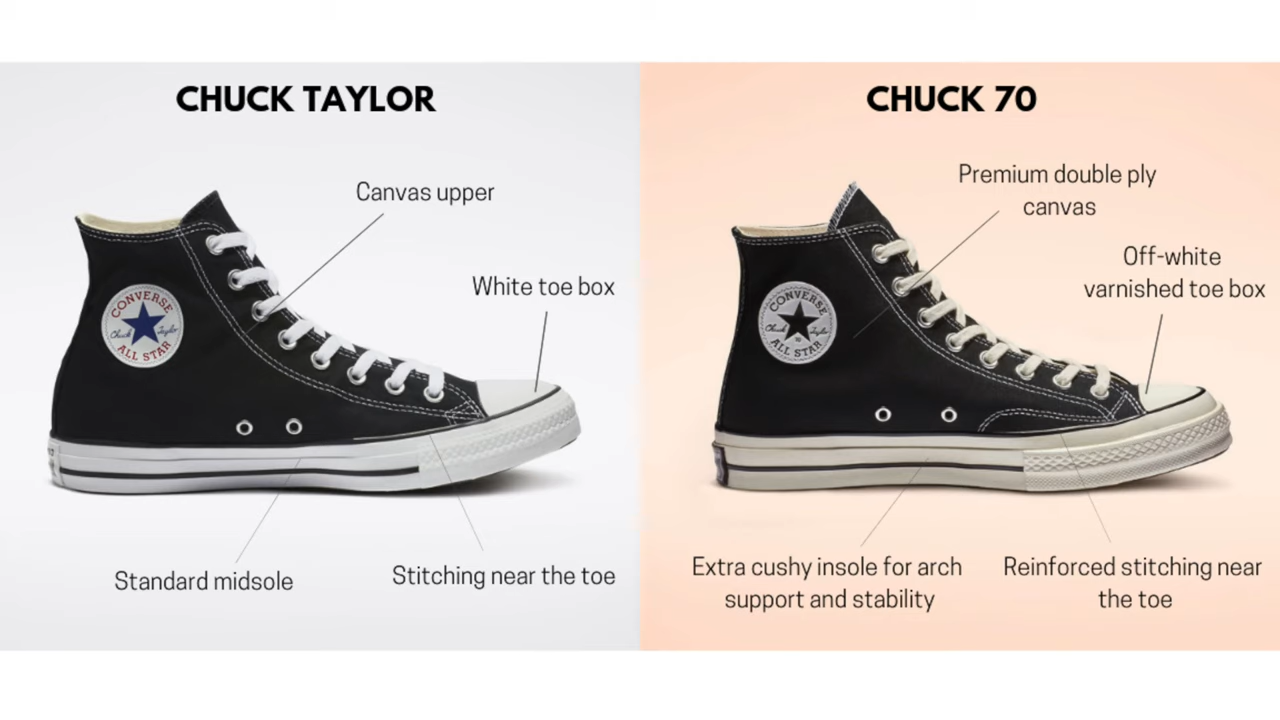 CHUCK TAYLOR
Canvas upper
White toe box
CONVERSE
Chuck Taylor
ALL STAR
Standard midsole
Stitching near the toe
CHUCK 70
Premium double ply
canvas
Off-white
varnished toe box
CONVERSE
Chuck Taylor
ALL STAR
Extra cushy insole for arch
support and stability
Reinforced stitching near
the toe